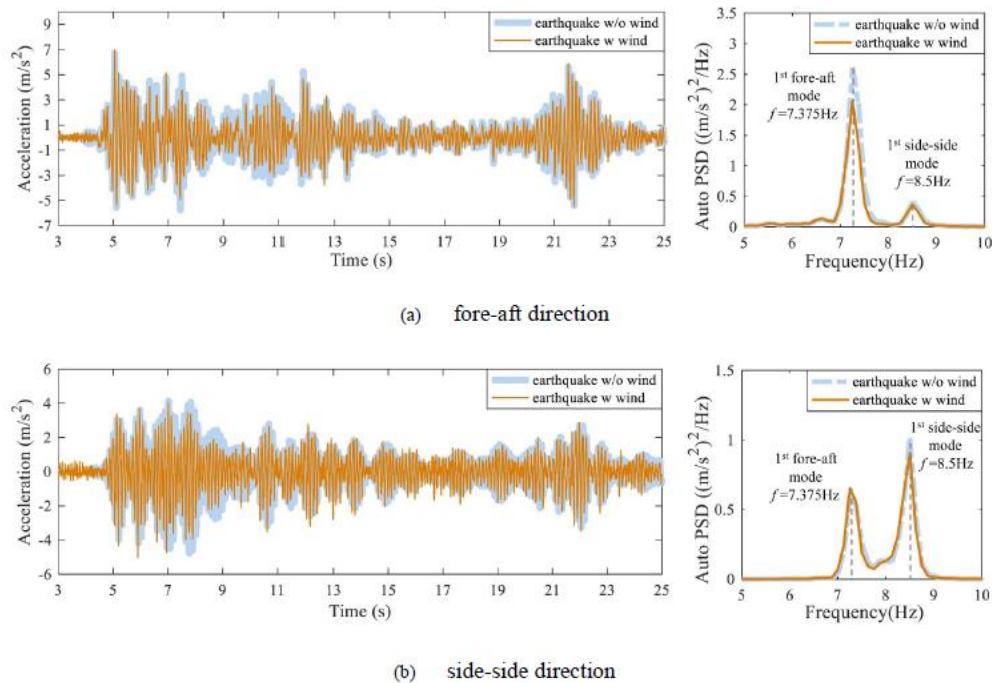 earthquake w/o wind
earthquake w wind
Acceleration (m/s²)
9
7
5
3
1
-1
-3
-5
-7
3 5 7 9 11 13 15 17 19 21 23 25
Time (s)
earthquake w/o wind
earthquake w wind
1st fore-aft
mode
f=7.375Hz
1st side-side
mode
f=8.5Hz
Auto PSD ((m/s²)²/Hz)
3.5
3
2.5
2
1.5
1
0.5
0
5 6 7 8 9 10
Frequency(Hz)
(a) fore-aft direction
earthquake w/o wind
earthquake w wind
Acceleration (m/s²)
6
4
2
0
-2
-4
-6
3 5 7 9 11 13 15 17 19 21 23 25
Time (s)
earthquake w/o wind
earthquake w wind
1st side-side
mode
f=8.5Hz
1st fore-aft
mode
f=7.375Hz
Auto PSD ((m/s²)²/Hz)
1.5
1
0.5
0
5 6 7 8 9 10
Frequency(Hz)
(b) side-side direction